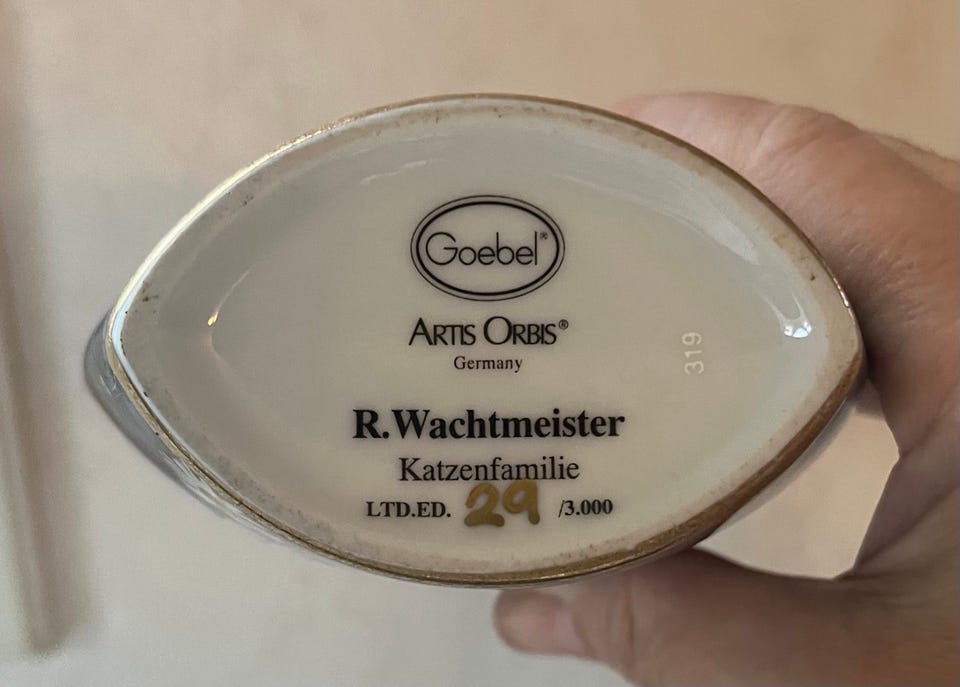 Goebel®
ARTIS ORBIS®
Germany
319
R.Wachtmeister
Katzenfamilie
LTD.ED. 29 /3.000